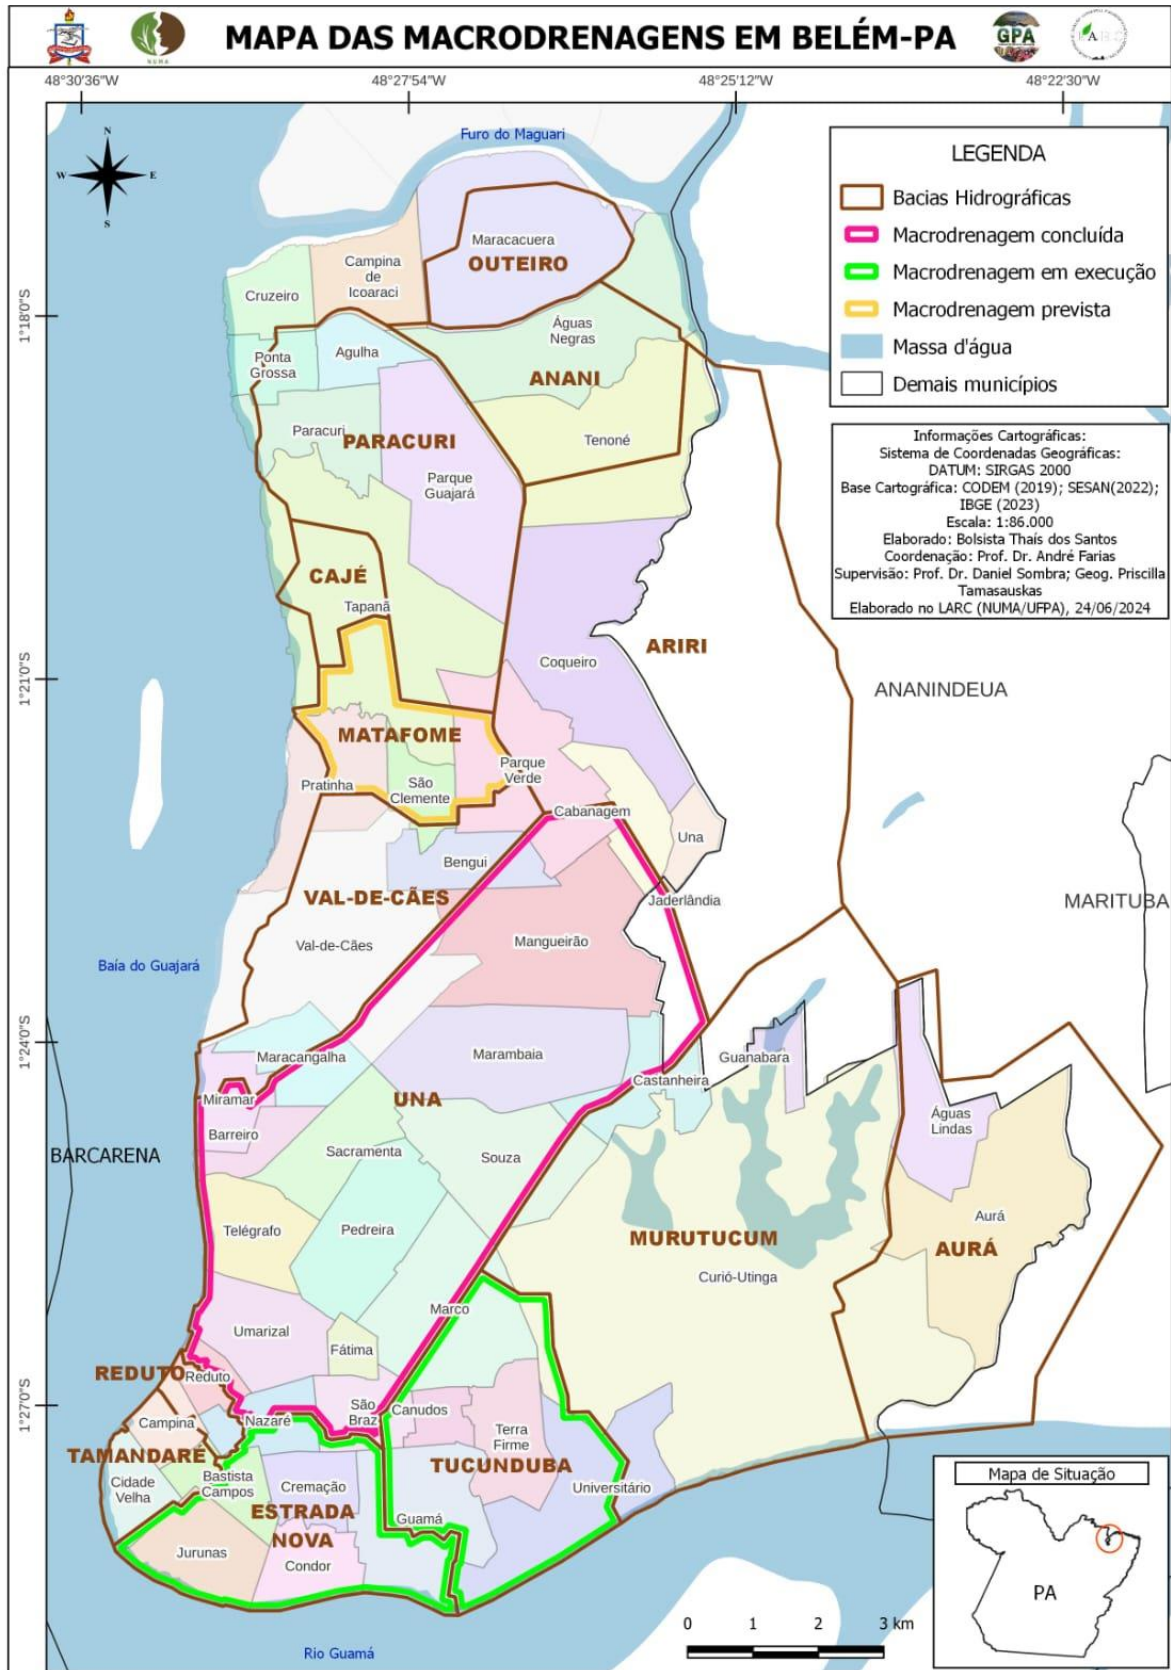 MAPA DAS MACRODRENAGENS EM BELÉM-PA
NUMA
GPA
48°30'36"W
48°27'54"W
48°25'12"W
48°22'30"W
1°18'0"S
1°21'0"S
1°24'0"S
1°27'0"S
N
W
E
S
Furo do Maguari
LEGENDA
Bacias Hidrográficas
Macrodrenagem concluída
Macrodrenagem em execução
Macrodrenagem prevista
Massa d'água
Demais municípios
Informações Cartográficas:
Sistema de Coordenadas Geográficas:
DATUM: SIRGAS 2000
Base Cartográfica: CODEM (2019); SESAN(2022);
IBGE (2023)
Escala: 1:86.000
Elaborado: Bolsista Thaís dos Santos
Coordenação: Prof. Dr. André Farias
Supervisão: Prof. Dr. Daniel Sombra; Geog. Priscilla
Tamasauskas
Elaborado no LARC (NUMA/UFPA), 24/06/2024
Maracacuera
OUTEIRO
Campina
de
Icoaraci
Cruzeiro
Águas
Negras
Agulha
Ponta
Grossa
ANANI
Paracuri
PARACURI
Tenoné
Parque
Guajará
CAJÉ
Tapanã
ARIRI
Coqueiro
ANANINDEUA
MATAFOME
Parque
Verde
Pratinha
São
Clemente
Cabanagem
Una
Bengui
VAL-DE-CÃES
Jaderlândia
MARITUBA
Val-de-Cães
Mangueirão
Baía do Guajará
Maracangalha
Marambaia
Guanabara
Castanheira
Miramar
UNA
Barreiro
Águas
Lindas
BARCARENA
Sacramenta
Souza
Telégrafo
Pedreira
MURUTUCUM
Aurá
AURÁ
Curió-Utinga
Marco
Umarizal
Fátima
REDUTO
Reduto
São
Braz
Canudos
Campina
Nazaré
Terra
Firme
TAMANDARÉ
TUCUNDUBA
Cidade
Velha
Bastista
Campos
Cremação
Universitário
ESTRADA
NOVA
Guamá
Jurunas
Condor
Rio Guamá
0 1 2 3 km
Mapa de Situação
PA